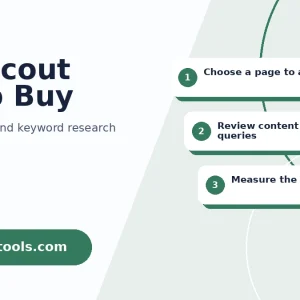 cout
o Buy
nd keyword research
tools.com
1 Choose a page to a
2 Review content
queries
3 Measure the